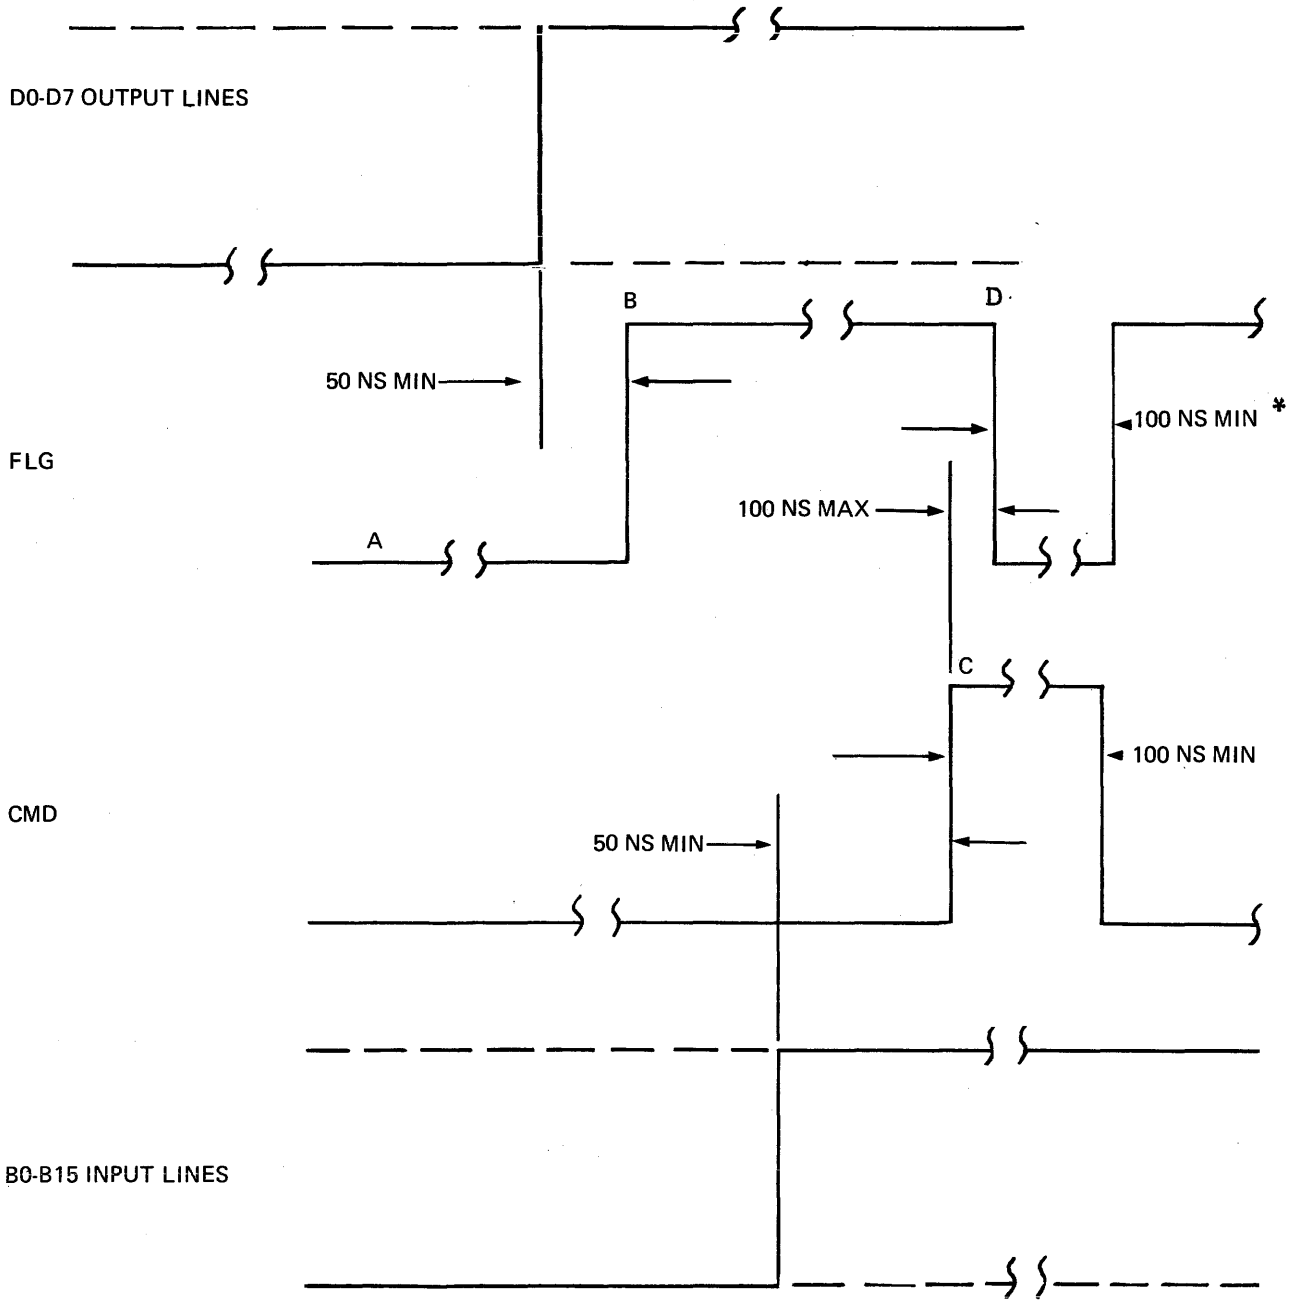 D0-D7 OUTPUT LINES
B
D
50 NS MIN
100 NS MIN *
FLG
100 NS MAX
A
C
100 NS MIN
CMD
50 NS MIN
B0-B15 INPUT LINES